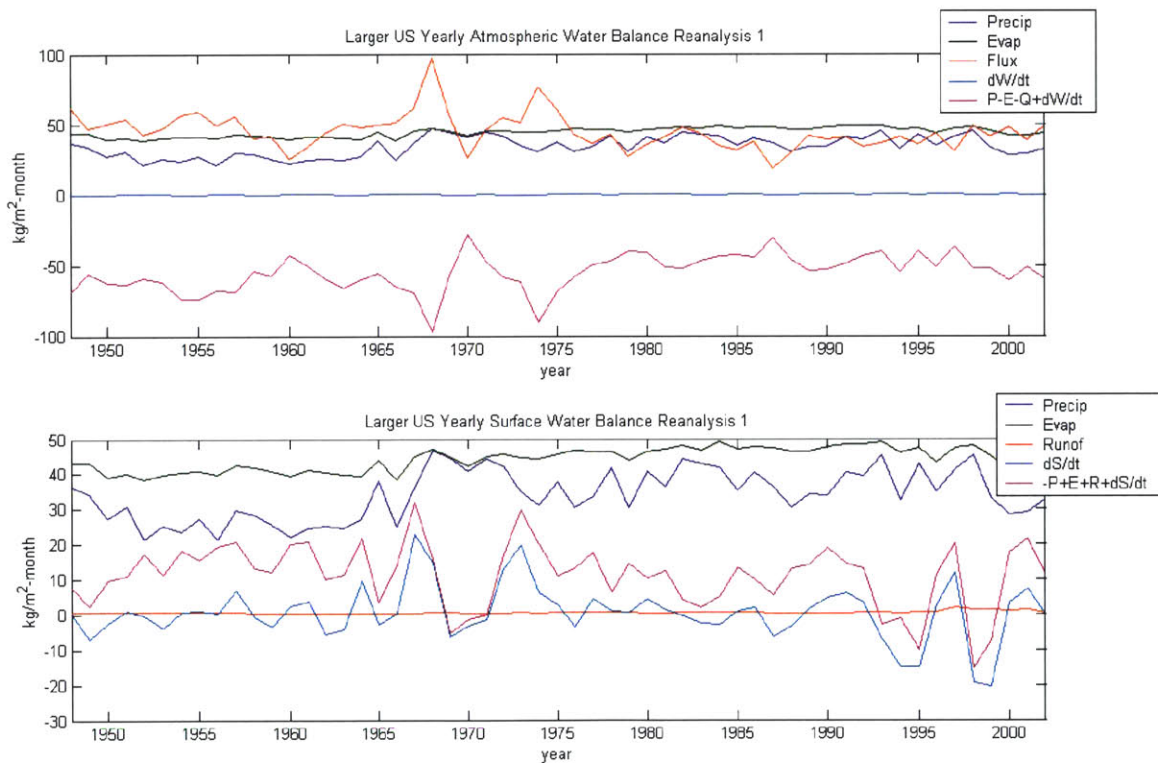 Larger US Yearly Atmospheric Water Balance Reanalysis 1
Precip
Evap
Flux
dW/dt
P-E-Q+dW/dt
kg/m²-month
100
50
0
-50
-100
1950 1955 1960 1965 1970 1975 1980 1985 1990 1995 2000
year
Larger US Yearly Surface Water Balance Reanalysis 1
Precip
Evap
Runof
dS/dt
-P+E+R+dS/dt
kg/m²-month
50
40
30
20
10
0
-10
-20
-30
1950 1955 1960 1965 1970 1975 1980 1985 1990 1995 2000
year